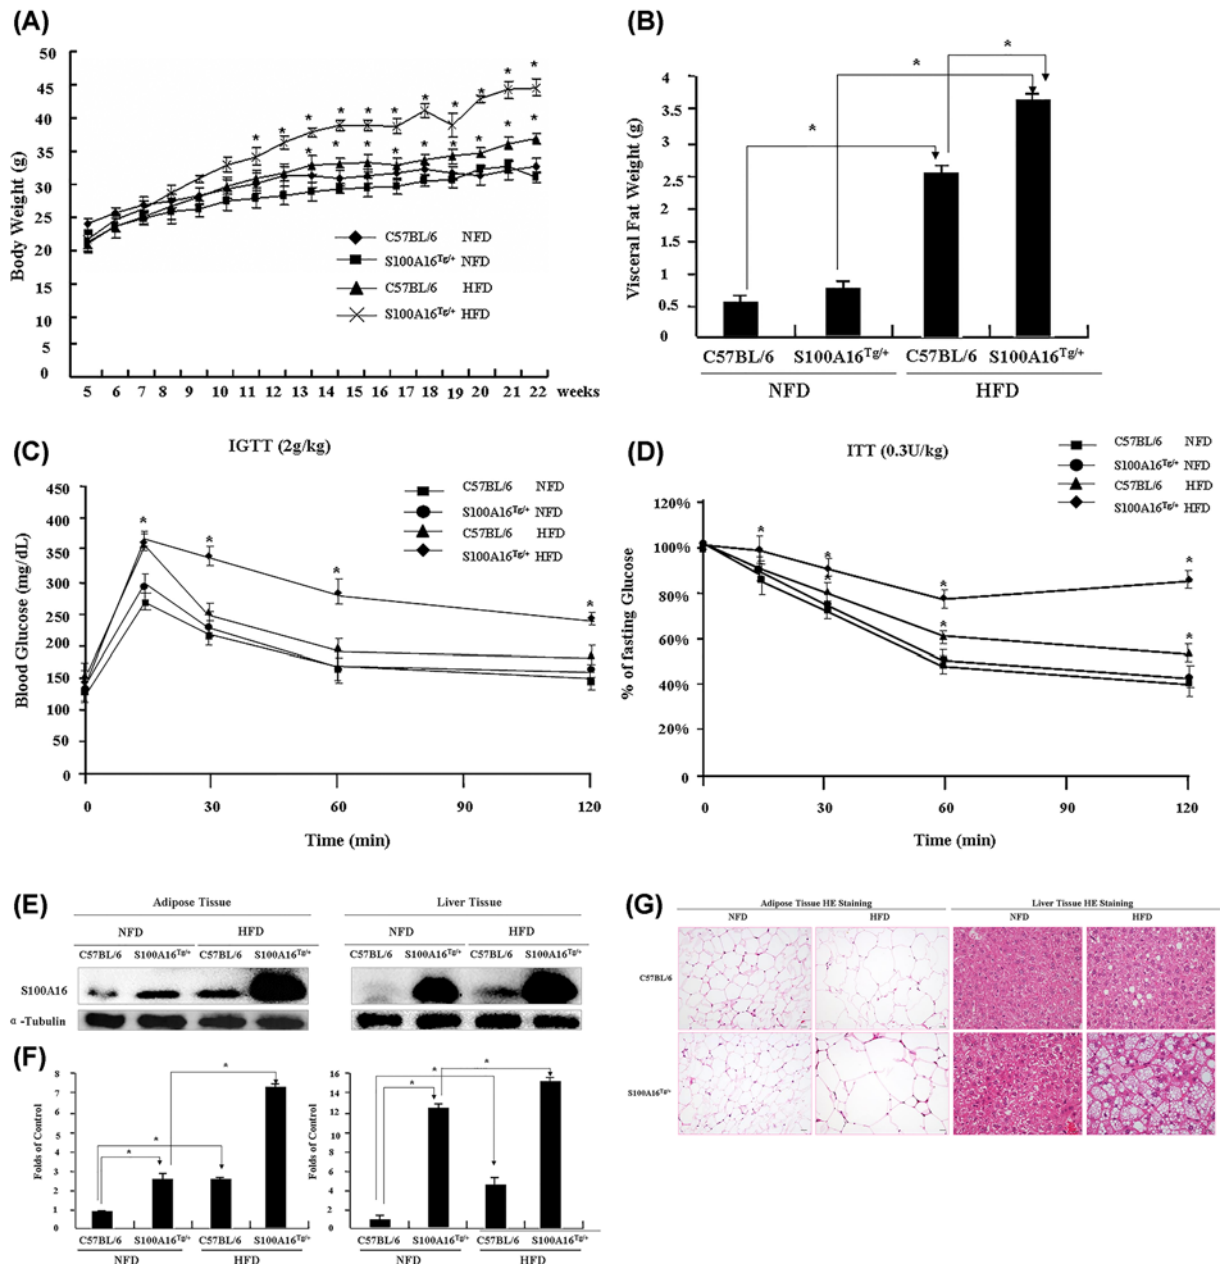 (A)
50
45
40
35
30
25
20
15
10
5
0
Body Weight (g)
C57BL/6 NFD
S100A16Tg/+ NFD
C57BL/6 HFD
S100A16Tg/+ HFD
5 6 7 8 9 10 11 12 13 14 15 16 17 18 19 20 21 22 weeks
(B)
4
3.5
3
2.5
2
1.5
1
0.5
0
Visceral Fat Weight (g)
C57BL/6 S100A16Tg/+ C57BL/6 S100A16Tg/+
NFD HFD
(C)
IGTT (2g/kg)
C57BL/6 NFD
S100A16Tg/+ NFD
C57BL/6 HFD
S100A16Tg/+ HFD
450
400
350
300
250
200
150
100
50
0
Blood Glucose (mg/dL)
0 30 60 90 120
Time (min)
(D)
ITT (0.3U/kg)
C57BL/6 NFD
S100A16Tg/+ NFD
C57BL/6 HFD
S100A16Tg/+ HFD
120%
100%
80%
60%
40%
20%
0
% of fasting Glucose
0 30 60 90 120
Time (min)
(E)
Adipose Tissue Liver Tissue
NFD HFD NFD HFD
C57BL/6 S100A16Tg/+ C57BL/6 S100A16Tg/+ C57BL/6 S100A16Tg/+ C57BL/6 S100A16Tg/+
S100A16
α-Tubulin
(F)
8
7
6
5
4
3
2
1
0
Folds of Control
C57BL/6 S100A16Tg/+ C57BL/6 S100A16Tg/+
NFD HFD
16
14
12
10
8
6
4
2
0
Folds of Control
C57BL/6 S100A16Tg/+ C57BL/6 S100A16Tg/+
NFD HFD
(G)
Adipose Tissue HE Staining Liver Tissue HE Staining
NFD HFD NFD HFD
C57BL/6
S100A16Tg/+